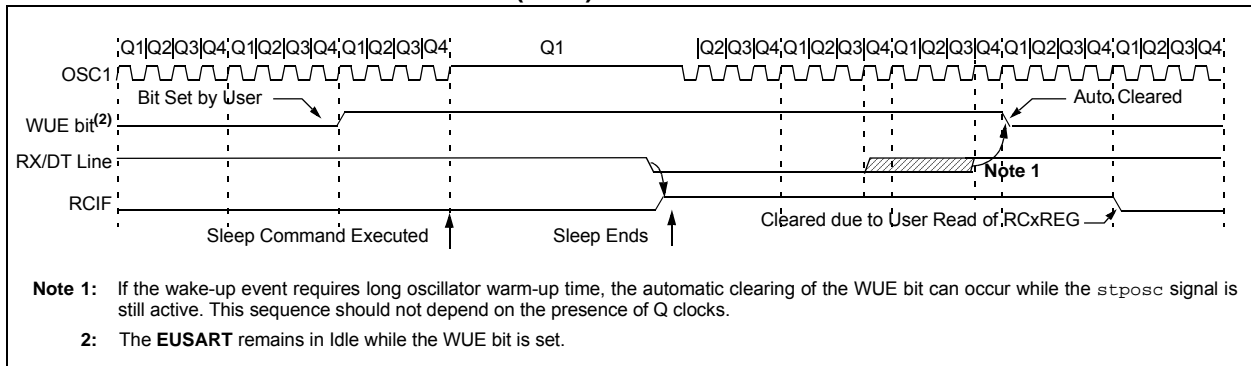 Q1|Q2|Q3|Q4 Q1|Q2|Q3|Q4 Q1|Q2|Q3|Q4 Q1 |Q2|Q3|Q4 Q1|Q2|Q3|Q4 Q1|Q2|Q3|Q4 Q1|Q2|Q3|Q4 Q1|Q2|Q3|Q4
OSC1
Bit Set by User
Auto Cleared
WUE bit(2)
RX/DT Line
Note 1
RCIF
Cleared due to User Read of RCxREG
Sleep Command Executed
Sleep Ends
Note 1: If the wake-up event requires long oscillator warm-up time, the automatic clearing of the WUE bit can occur while the stposc signal is
still active. This sequence should not depend on the presence of Q clocks.
2: The EUSART remains in Idle while the WUE bit is set.